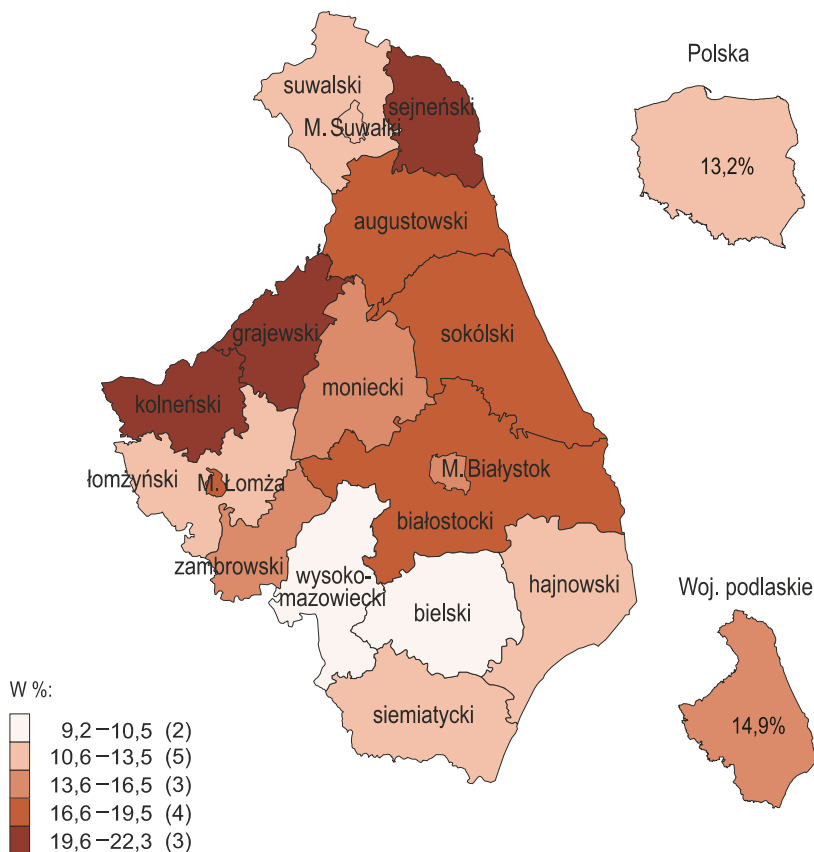 Polska
suwalski
sejneński
M. Suwałki
13,2%
augustowski
grajewski
sokólski
moniecki
kolneński
M. Białystok
łomżyński
M. Łomża
białostocki
zambrowski
wysoko-
mazowiecki
hajnowski
Woj. podlaskie
bielski
W %:
siemiatycki
14,9%
9,2–10,5 (2)
10,6–13,5 (5)
13,6–16,5 (3)
16,6–19,5 (4)
19,6–22,3 (3)